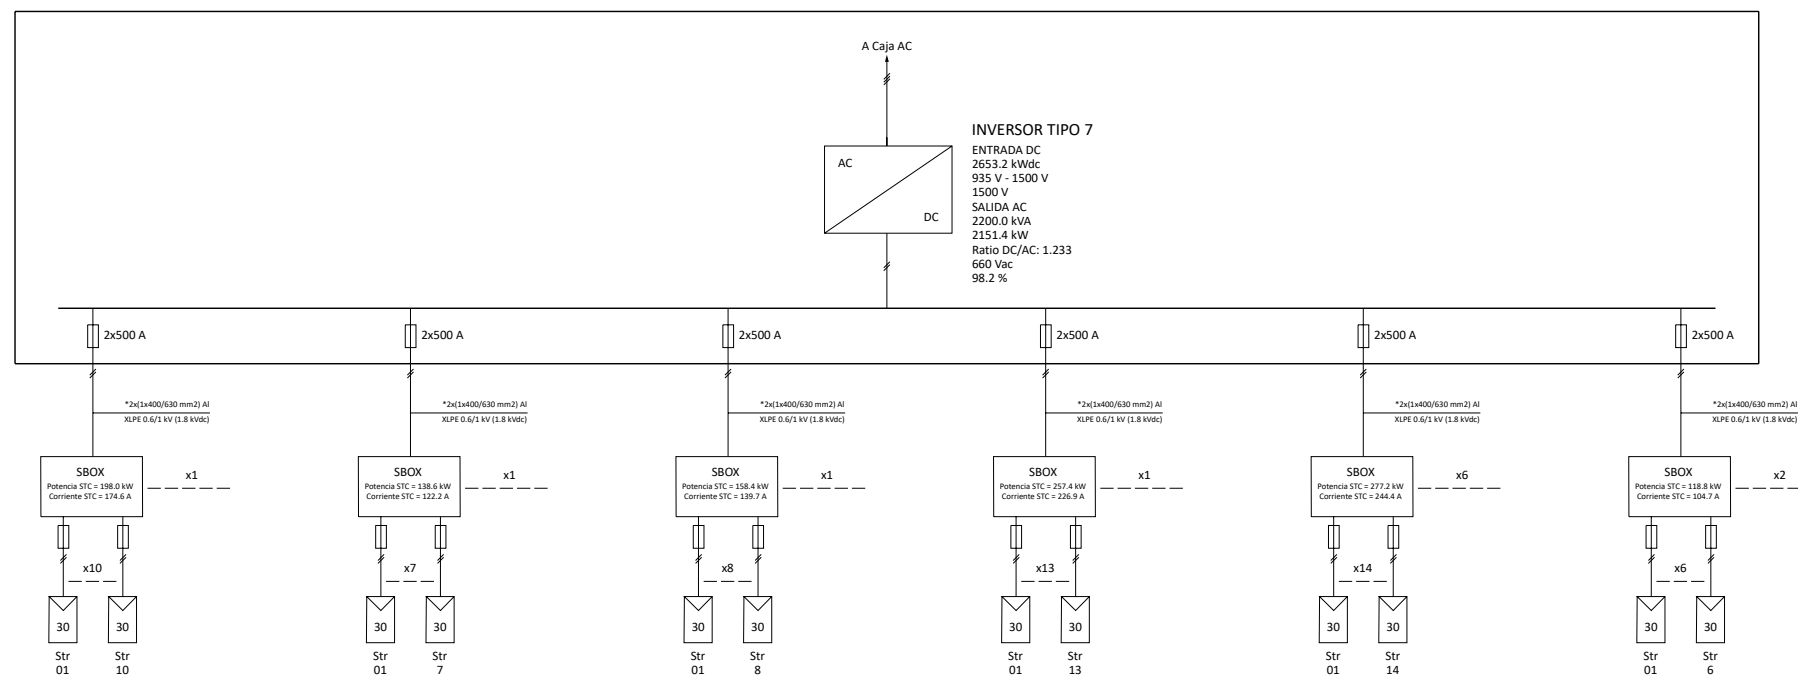 A Caja AC
INVERSOR TIPO 7
ENTRADA DC
2653.2 kWdc
935 V - 1500 V
1500 V
SALIDA AC
2200.0 kVA
2151.4 kW
Ratio DC/AC: 1.233
660 Vac
98.2 %
AC
DC
2x500 A 2x500 A 2x500 A 2x500 A 2x500 A 2x500 A
*2x(1x400/630 mm2) Al *2x(1x400/630 mm2) Al *2x(1x400/630 mm2) Al *2x(1x400/630 mm2) Al *2x(1x400/630 mm2) Al *2x(1x400/630 mm2) Al
XLPE 0.6/1 kV (1.8 kVdc) XLPE 0.6/1 kV (1.8 kVdc) XLPE 0.6/1 kV (1.8 kVdc) XLPE 0.6/1 kV (1.8 kVdc) XLPE 0.6/1 kV (1.8 kVdc) XLPE 0.6/1 kV (1.8 kVdc)
SBOX x1 SBOX x1 SBOX x1 SBOX x1 SBOX x6 SBOX x2
Potencia STC = 198.0 kW Potencia STC = 138.6 kW Potencia STC = 158.4 kW Potencia STC = 257.4 kW Potencia STC = 277.2 kW Potencia STC = 118.8 kW
Corriente STC = 174.6 A Corriente STC = 122.2 A Corriente STC = 139.7 A Corriente STC = 226.9 A Corriente STC = 244.4 A Corriente STC = 104.7 A
x10 x7 x8 x13 x14 x6
30 30 30 30 30 30 30 30 30 30 30 30
Str Str Str Str Str Str Str Str Str Str Str Str
01 10 01 7 01 8 01 13 01 14 01 6